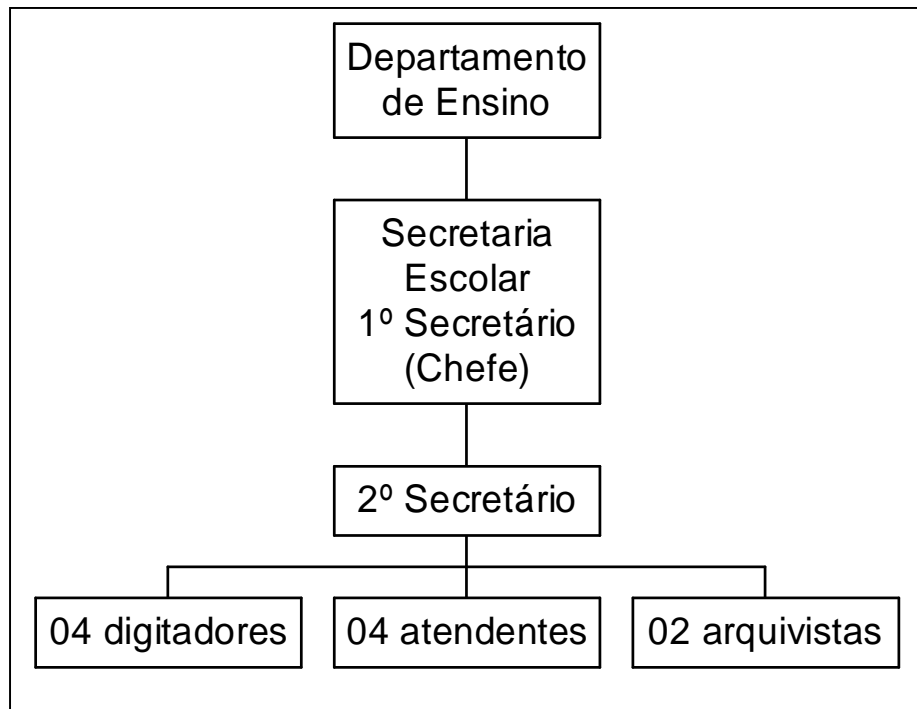 Departamento
de Ensino
Secretaria
Escolar
1º Secretário
(Chefe)
2º Secretário
04 digitadores
04 atendentes
02 arquivistas